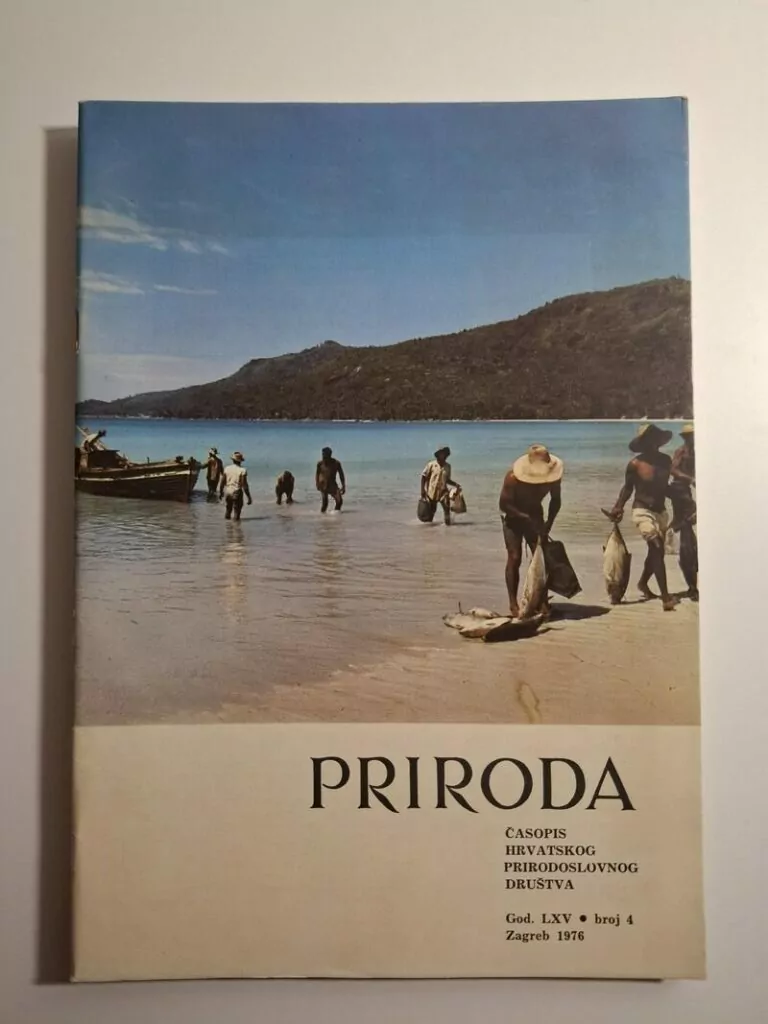 PRIRODA
ČASOPIS
HRVATSKOG
PRIRODOSLOVNOG
DRUŠTVA
God. LXV • broj 4
Zagreb 1976